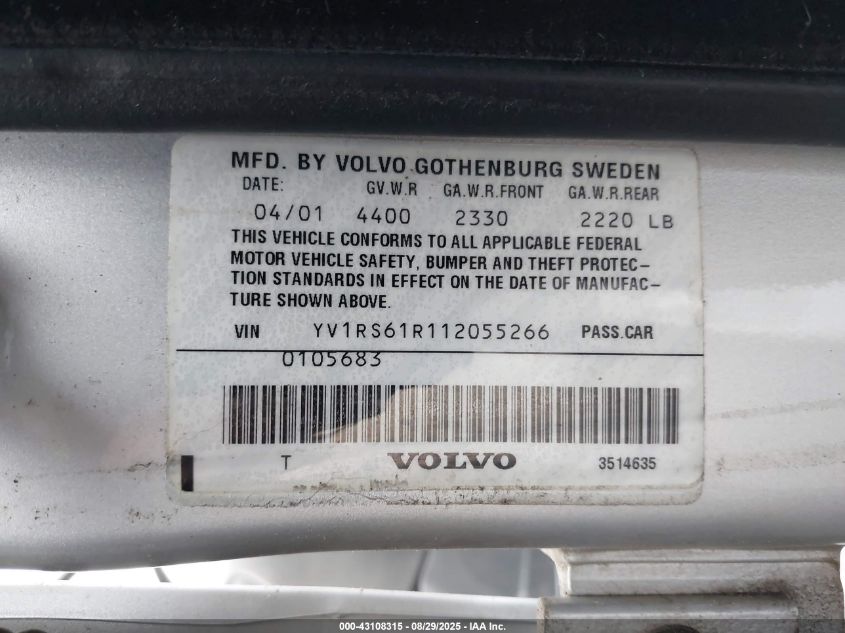 MFD. BY VOLVO GOTHENBURG SWEDEN
DATE: GV.W.R GA.W.R.FRONT GA.W.R.REAR
04/01 4400 2330 2220 LB
THIS VEHICLE CONFORMS TO ALL APPLICABLE FEDERAL
MOTOR VEHICLE SAFETY, BUMPER AND THEFT PROTEC–
TION STANDARDS IN EFFECT ON THE DATE OF MANUFAC–
TURE SHOWN ABOVE.
VIN YV1RS61R112055266 PASS.CAR
0105683
T VOLVO 3514635
000-43108315 - 08/29/2025 - IAA Inc.